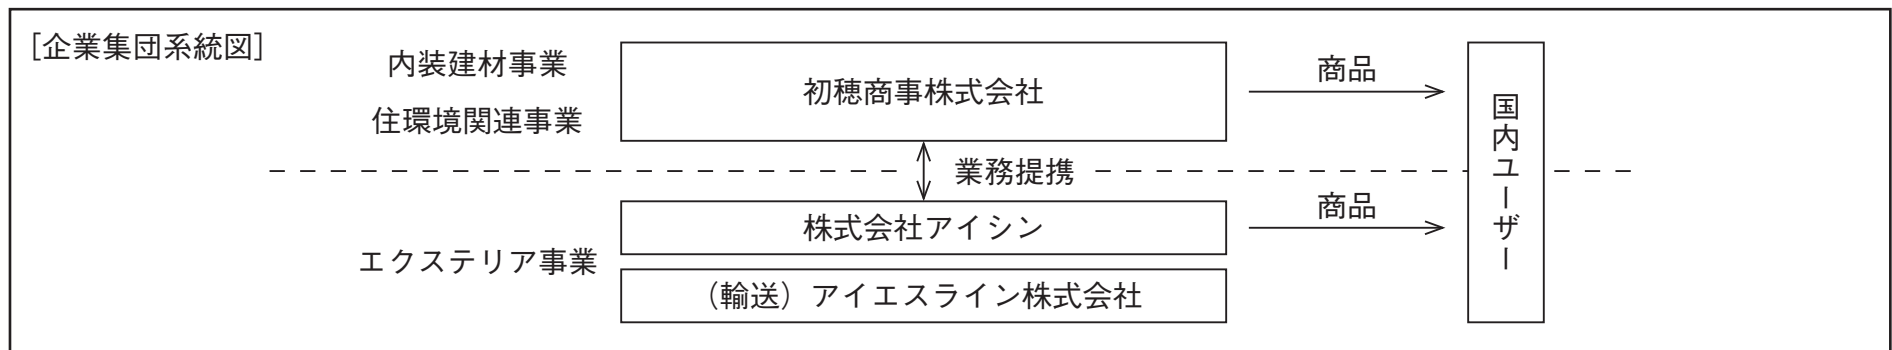 [企業集団系統図]
内装建材事業
住環境関連事業
初穂商事株式会社
商品
国内ユーザー
業務提携
エクステリア事業
株式会社アイシン
商品
（輸送）アイエスライン株式会社